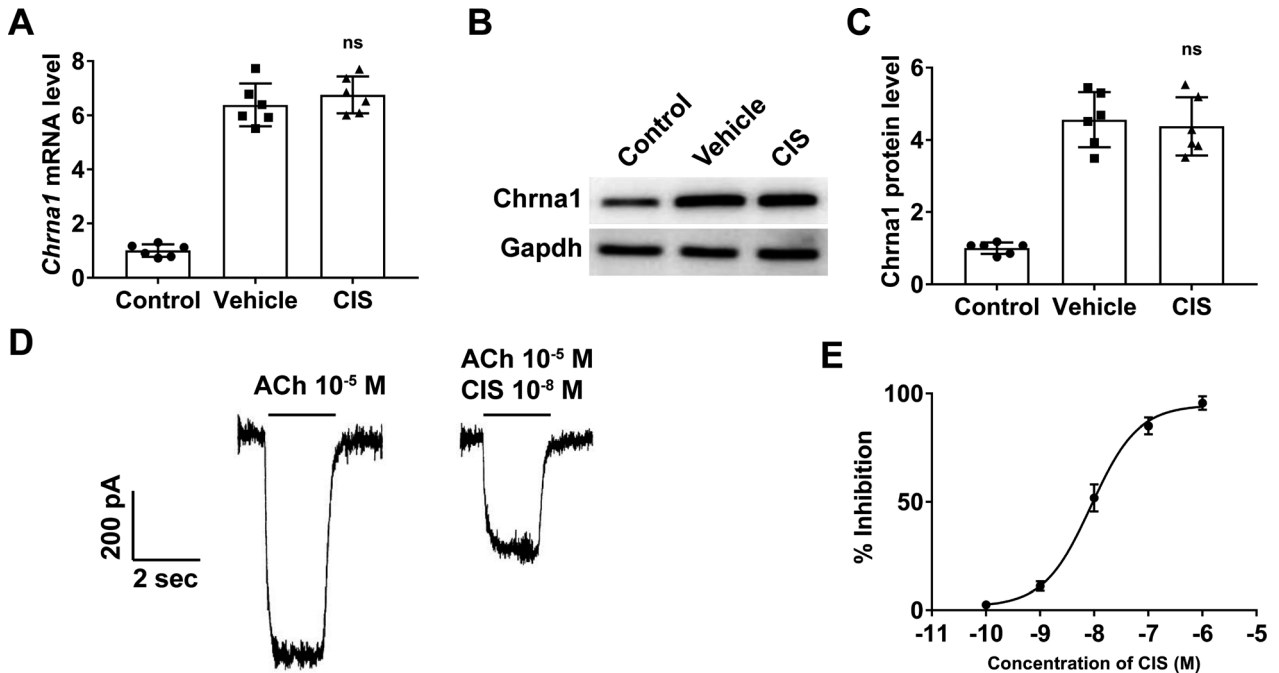 A
Chrna1 mRNA level
8
6
4
2
0
ns
Control Vehicle CIS
B
Control Vehicle CIS
Chrna1
Gapdh
C
Chrna1 protein level
6
4
2
0
ns
Control Vehicle CIS
D
ACh 10⁻⁵ M
ACh 10⁻⁵ M
CIS 10⁻⁸ M
200 pA
2 sec
E
% Inhibition
100
50
0
-11 -10 -9 -8 -7 -6 -5
Concentration of CIS (M)